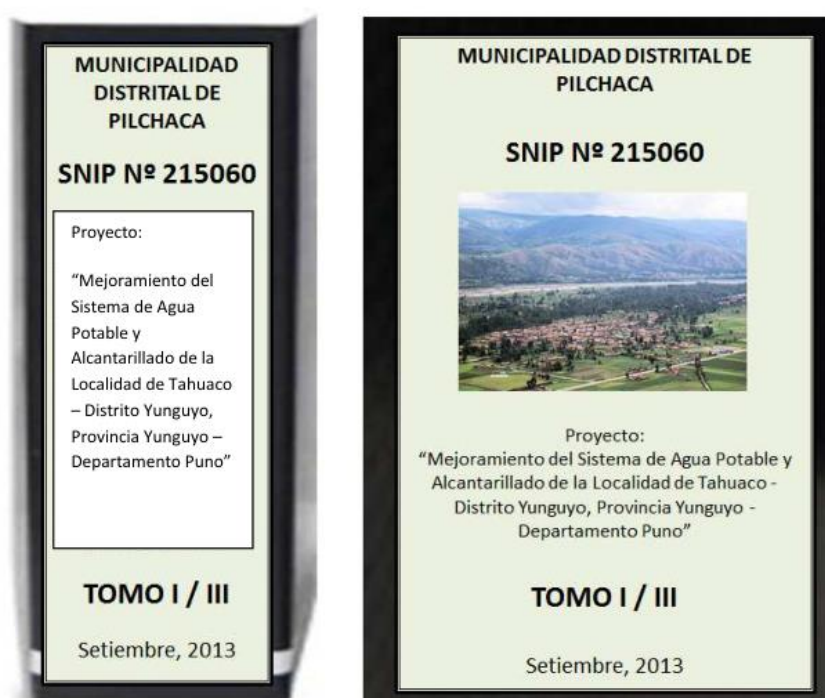 MUNICIPALIDAD
DISTRITAL DE
PILCHACA
SNIP Nº 215060
Proyecto:
“Mejoramiento del
Sistema de Agua
Potable y
Alcantarillado de la
Localidad de Tahuaco
– Distrito Yunguyo,
Provincia Yunguyo –
Departamento Puno”
TOMO I / III
Setiembre, 2013
MUNICIPALIDAD DISTRITAL DE
PILCHACA
SNIP Nº 215060
Proyecto:
“Mejoramiento del Sistema de Agua Potable y
Alcantarillado de la Localidad de Tahuaco -
Distrito Yunguyo, Provincia Yunguyo -
Departamento Puno”
TOMO I / III
Setiembre, 2013